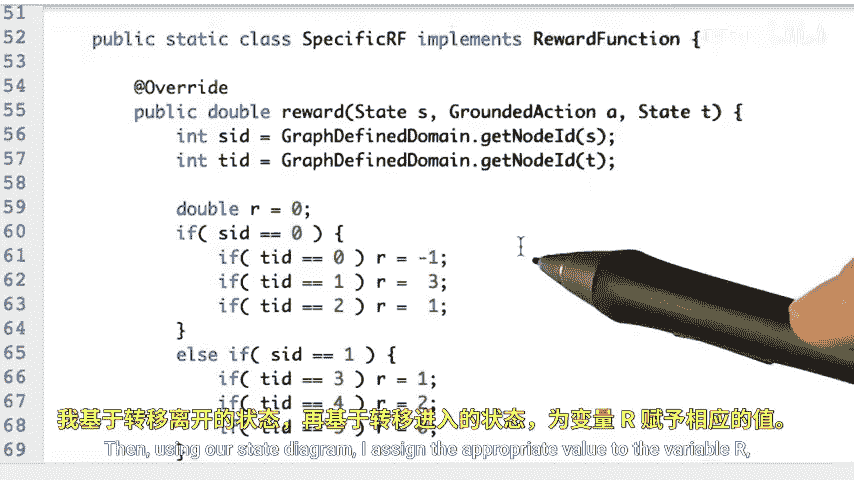 51
52 public static class SpecificRF implements RewardFunction {
53
54 @Override
55 public double reward(State s, GroundedAction a, State t) {
56 int sid = GraphDefinedDomain.getNodeId(s);
57 int tid = GraphDefinedDomain.getNodeId(t);
58
59 double r = 0;
60 if( sid == 0 ) {
61 if( tid == 0 ) r = -1;
62 if( tid == 1 ) r = 3;
63 if( tid == 2 ) r = 1;
64 }
65 else if( sid == 1 ) {
66 if( tid == 3 ) r = 1;
67 if( tid == 4 ) r = 2;
68
69 }
我基于转移离开的状态，再基于转移进入的状态，为变量 R 赋予相应的值。
Then, using our state diagram, I assign the appropriate value to the variable R,